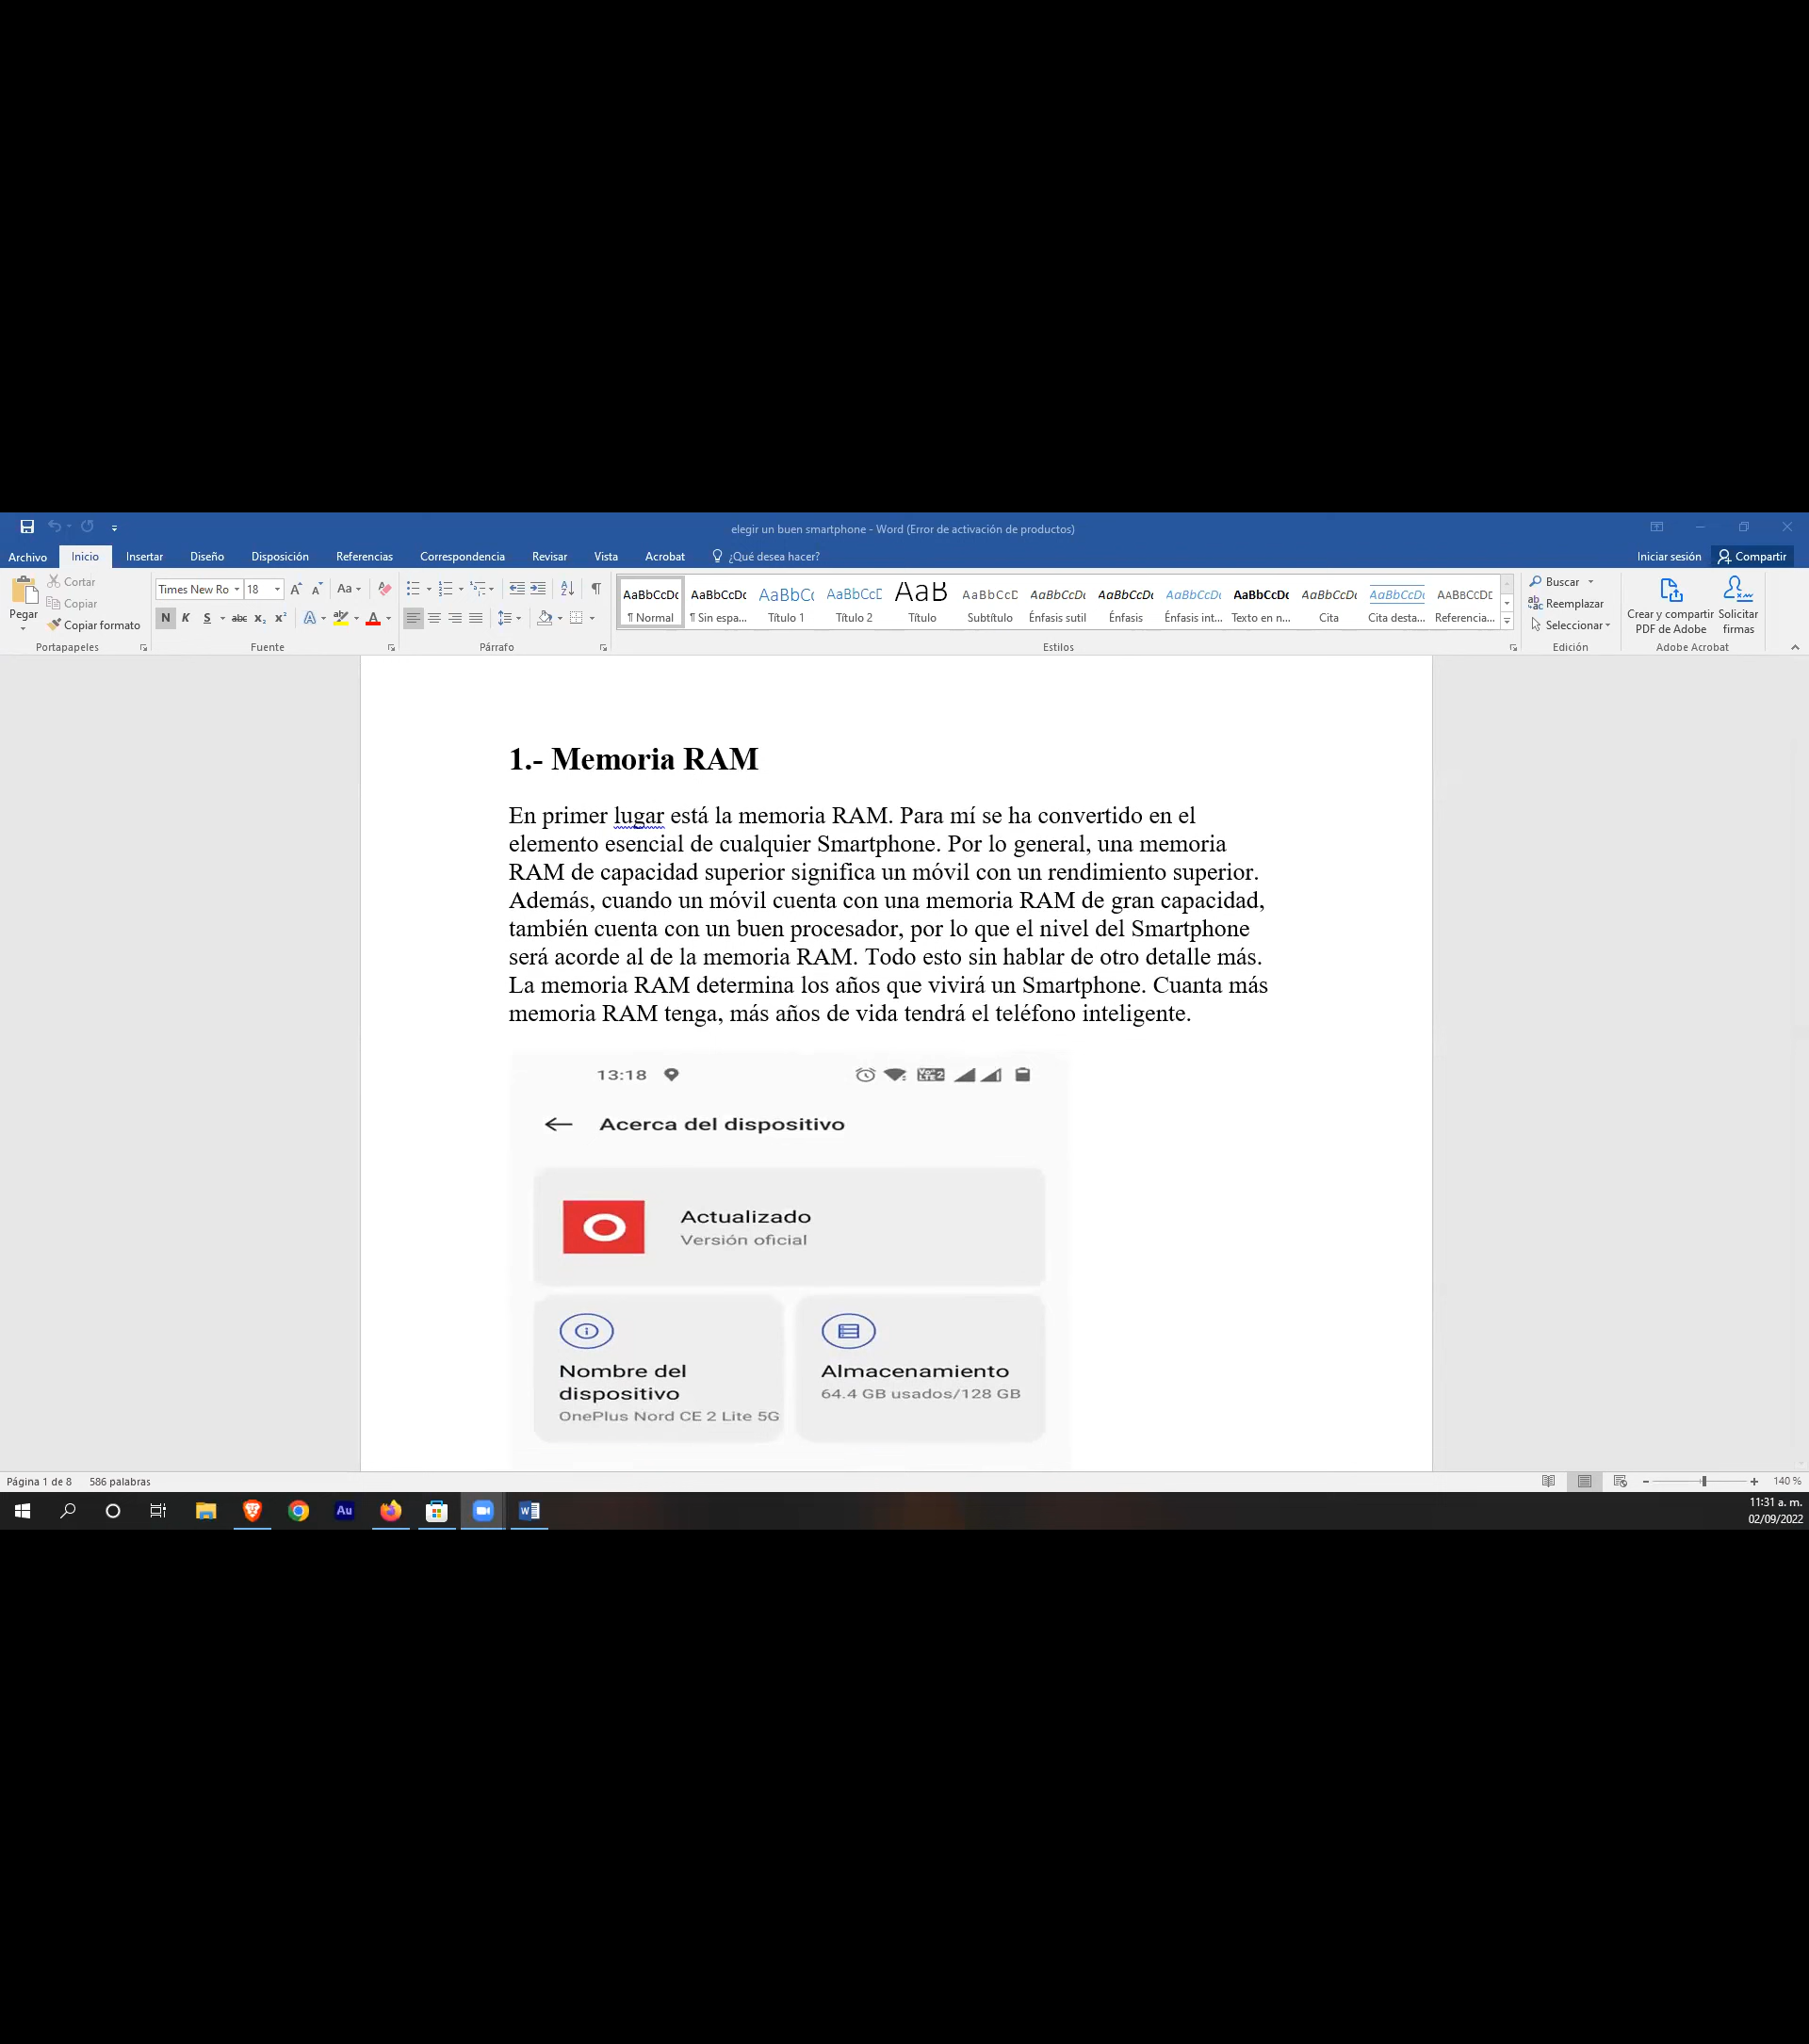 elegir un buen smartphone - Word (Error de activación de productos)
Archivo Inicio Insertar Diseño Disposición Referencias Correspondencia Revisar Vista Acrobat ¿Qué desea hacer? Iniciar sesión Compartir
Pegar
Cortar
Copiar
Copiar formato
Portapapeles
Times New Ro 18 Aa
N K S abc x₂ x² A aby A
Fuente
Párrafo
AaBbCcDc AaBbCcDc AaBbC( AaBbCcE AaB AaBbCcD AaBbCcDc AaBbCcDc AaBbCcDc AaBbCcDc AaBbCcDc AaBbCcDc AABBCCDE
¶ Normal ¶ Sin espa... Título 1 Título 2 Título Subtítulo Énfasis sutil Énfasis Énfasis int... Texto en n... Cita Cita desta... Referencia...
Estilos
Buscar
Reemplazar
Seleccionar
Edición
Crear y compartir PDF de Adobe
Solicitar firmas
Adobe Acrobat
1.- Memoria RAM
En primer lugar está la memoria RAM. Para mí se ha convertido en el
elemento esencial de cualquier Smartphone. Por lo general, una memoria
RAM de capacidad superior significa un móvil con un rendimiento superior.
Además, cuando un móvil cuenta con una memoria RAM de gran capacidad,
también cuenta con un buen procesador, por lo que el nivel del Smartphone
será acorde al de la memoria RAM. Todo esto sin hablar de otro detalle más.
La memoria RAM determina los años que vivirá un Smartphone. Cuanta más
memoria RAM tenga, más años de vida tendrá el teléfono inteligente.
13:18
Acerca del dispositivo
Actualizado
Versión oficial
Nombre del
dispositivo
OnePlus Nord CE 2 Lite 5G
Almacenamiento
64.4 GB usados/128 GB
Página 1 de 8 586 palabras 140 %
Au
11:31 a. m.
02/09/2022